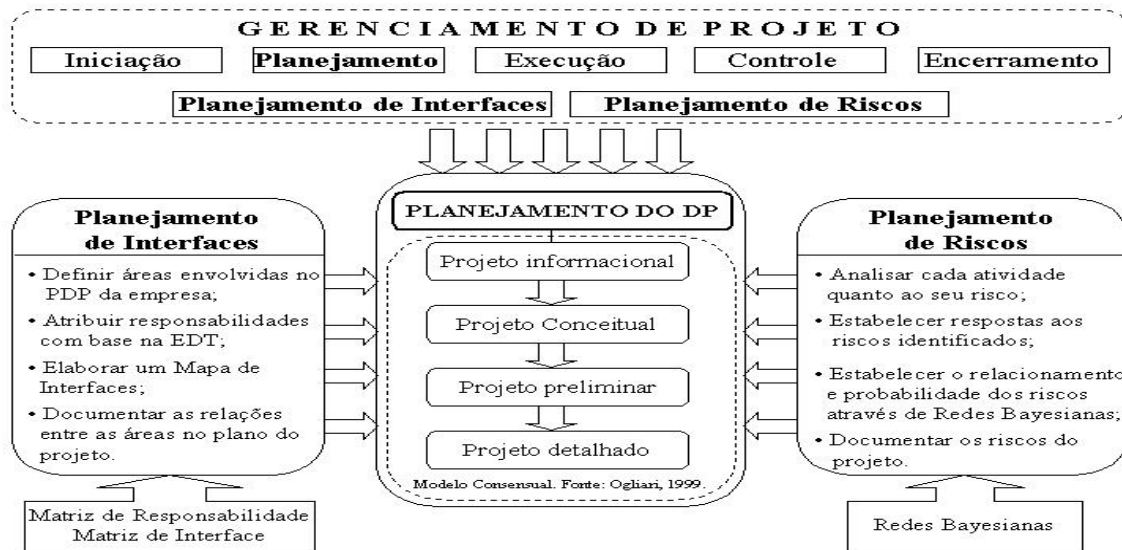 GERENCIAMENTO DE PROJETO
Iniciação
Planejamento
Execução
Controle
Encerramento
Planejamento de Interfaces
Planejamento de Riscos
Planejamento
de Interfaces
• Definir áreas envolvidas no
PDP da empresa;
• Atribuir responsabilidades
com base na EDT;
• Elaborar um Mapa de
Interfaces;
• Documentar as relações
entre as áreas no plano do
projeto.
Matriz de Responsabilidade
Matriz de Interface
PLANEJAMENTO DO DP
Projeto informacional
Projeto Conceitual
Projeto preliminar
Projeto detalhado
Modelo Consensual. Fonte: Ogliari, 1999.
Planejamento
de Riscos
• Analisar cada atividade
quanto ao seu risco;
• Estabelecer respostas aos
riscos identificados;
• Estabelecer o relacionamento
e probabilidade dos riscos
através de Redes Bayesianas;
• Documentar os riscos do
projeto.
Redes Bayesianas